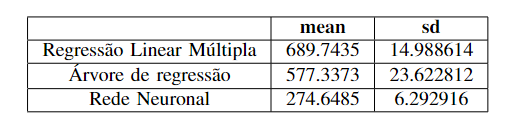 mean sd
Regressão Linear Múltipla 689.7435 14.988614
Árvore de regressão 577.3373 23.622812
Rede Neuronal 274.6485 6.292916